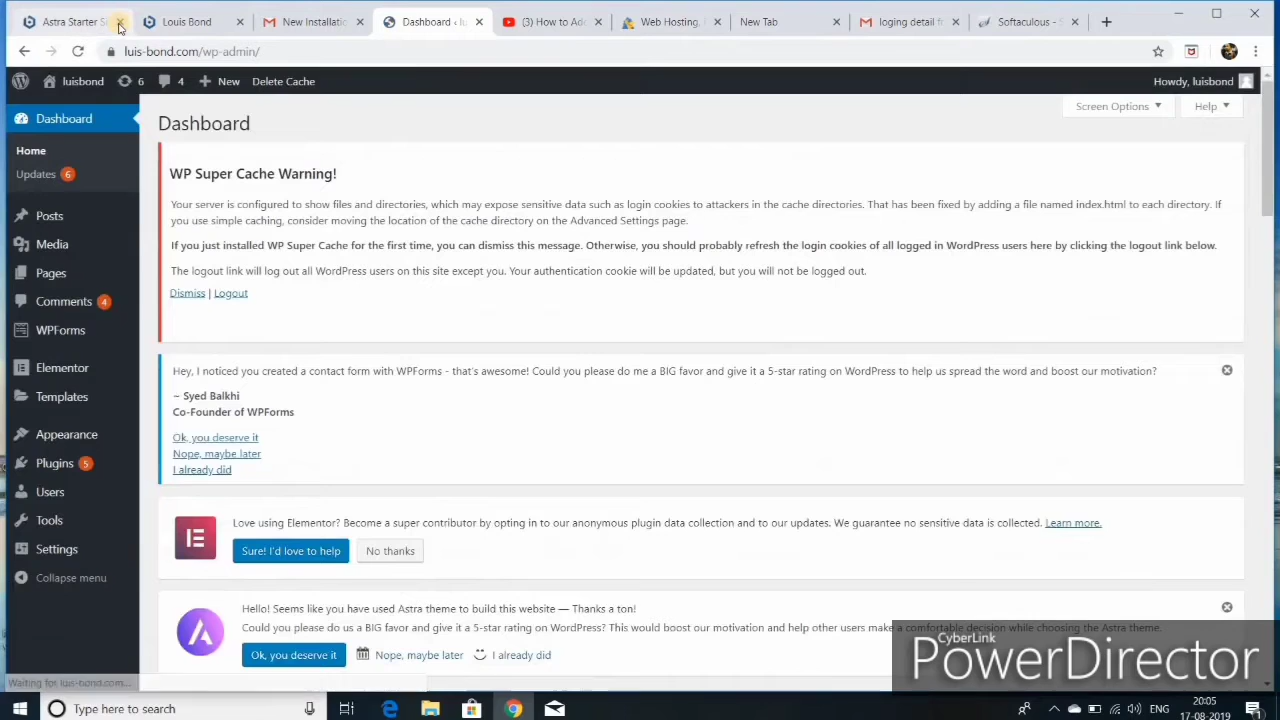 Astra Starter S
Louis Bond
New Installatio
Dashboard ‹ lu
(3) How to Ad
Web Hosting,
New Tab
loging detail fr
Softaculous - S
luis-bond.com/wp-admin/
luisbond
6
4
New
Delete Cache
Howdy, luisbond
Dashboard
Home
Updates 6
Posts
Media
Pages
Comments 4
WPForms
Elementor
Templates
Appearance
Plugins 5
Users
Tools
Settings
Collapse menu
Screen Options
Help
Dashboard
WP Super Cache Warning!
Your server is configured to show files and directories, which may expose sensitive data such as login cookies to attackers in the cache directories. That has been fixed by adding a file named index.html to each directory. If
you use simple caching, consider moving the location of the cache directory on the Advanced Settings page.
If you just installed WP Super Cache for the first time, you can dismiss this message. Otherwise, you should probably refresh the login cookies of all logged in WordPress users here by clicking the logout link below.
The logout link will log out all WordPress users on this site except you. Your authentication cookie will be updated, but you will not be logged out.
Dismiss | Logout
Hey, I noticed you created a contact form with WPForms - that's awesome! Could you please do me a BIG favor and give it a 5-star rating on WordPress to help us spread the word and boost our motivation?
~ Syed Balkhi
Co-Founder of WPForms
Ok, you deserve it
Nope, maybe later
I already did
Love using Elementor? Become a super contributor by opting in to our anonymous plugin data collection and to our updates. We guarantee no sensitive data is collected. Learn more.
Sure! I'd love to help
No thanks
Hello! Seems like you have used Astra theme to build this website — Thanks a ton!
Could you please do us a BIG favor and give it a 5-star rating on WordPress? This would boost our motivation and help other users make a comfortable decision while choosing the Astra theme.
Ok, you deserve it
Nope, maybe later
I already did
Waiting for luis-bond.com...
CyberLink
PowerDirector
Type here to search
ENG
20:05
17-08-2019
1